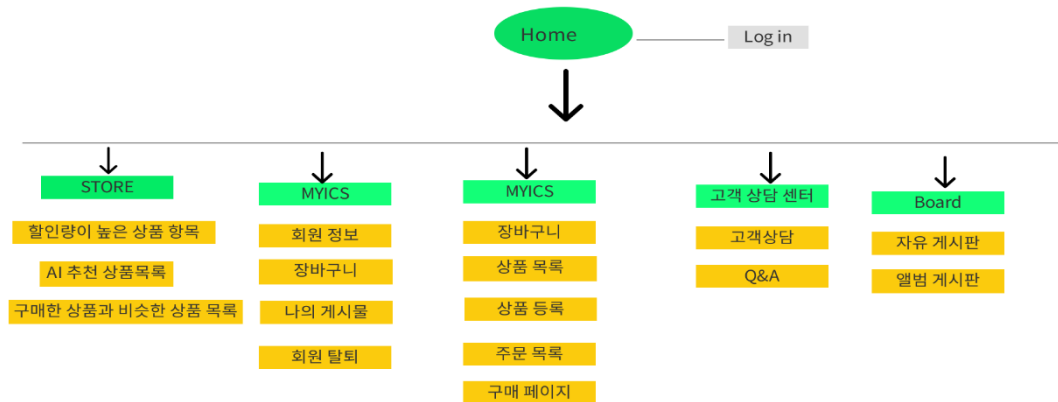 Home
Log in
STORE
할인량이 높은 상품 항목
AI 추천 상품목록
구매한 상품과 비슷한 상품 목록
MYICS
회원 정보
장바구니
나의 게시물
회원 탈퇴
MYICS
장바구니
상품 목록
상품 등록
주문 목록
구매 페이지
고객 상담 센터
고객상담
Q&A
Board
자유 게시판
앨범 게시판